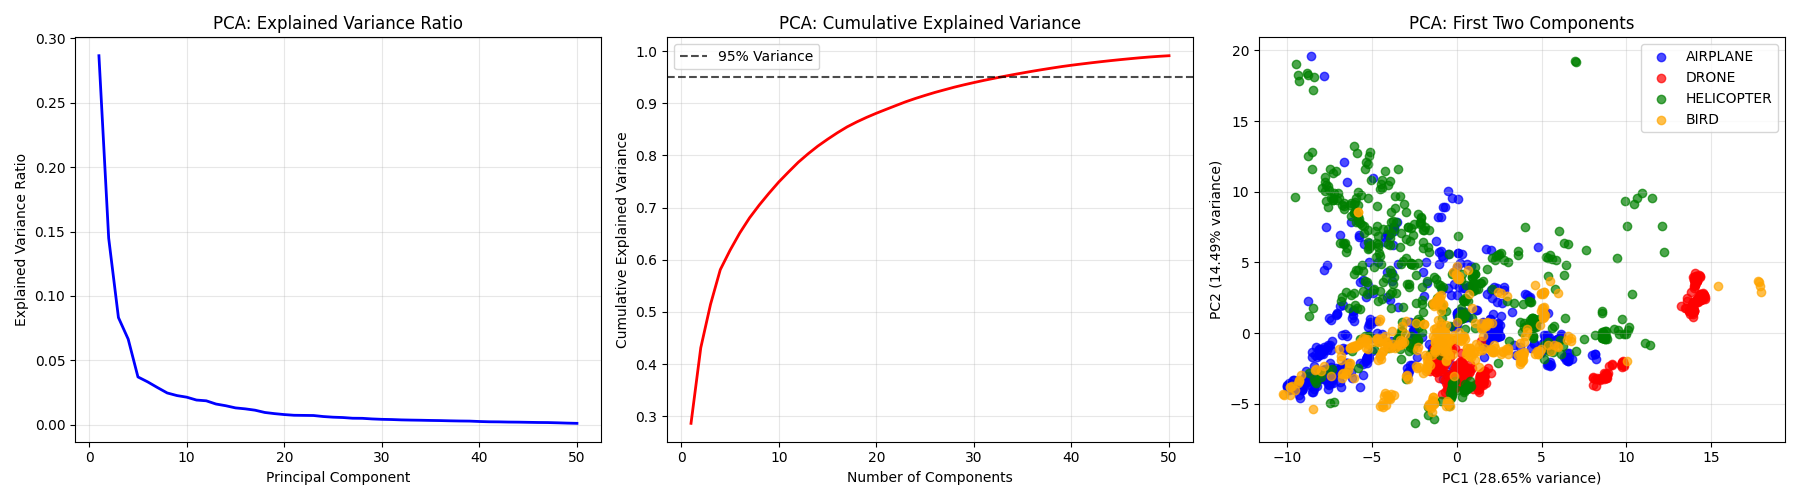 PCA: Explained Variance Ratio
Explained Variance Ratio
0.30
0.25
0.20
0.15
0.10
0.05
0.00
0 10 20 30 40 50
Principal Component
PCA: Cumulative Explained Variance
Cumulative Explained Variance
95% Variance
1.0
0.9
0.8
0.7
0.6
0.5
0.4
0.3
0 10 20 30 40 50
Number of Components
PCA: First Two Components
PC2 (14.49% variance)
AIRPLANE
DRONE
HELICOPTER
BIRD
20
15
10
5
0
−5
−10 −5 0 5 10 15
PC1 (28.65% variance)